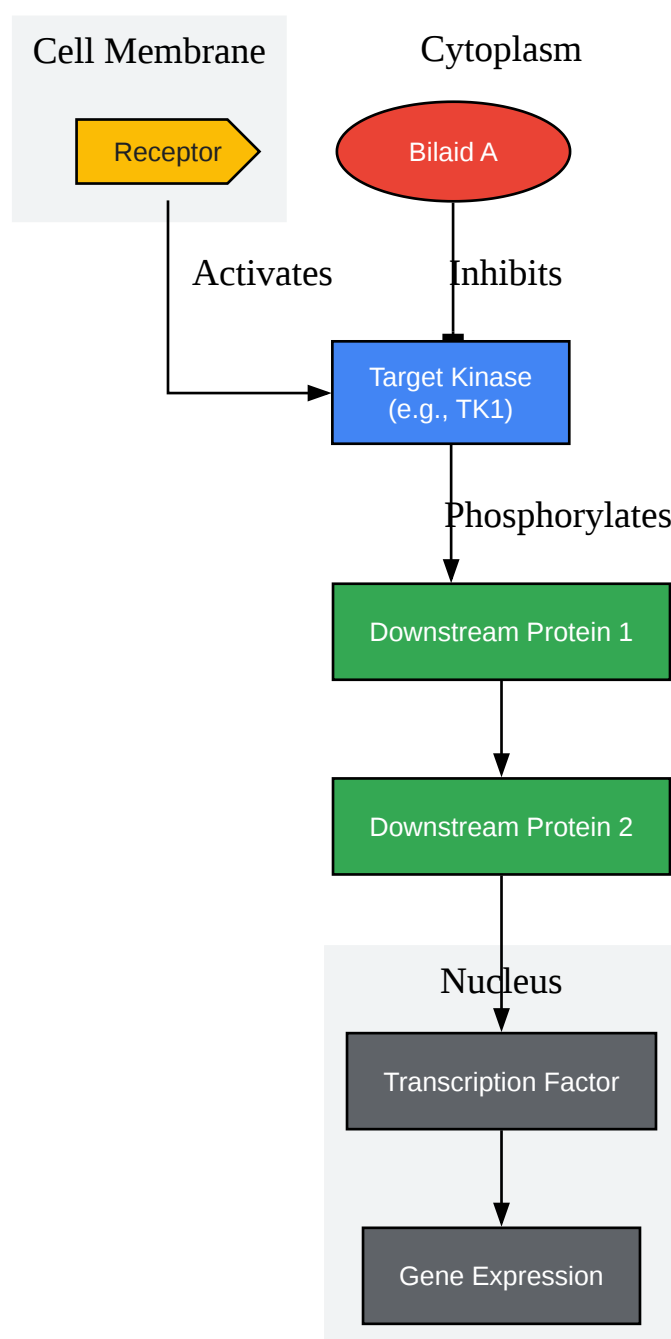 Cell Membrane
Cytoplasm
Receptor
Bilaid A
Activates
Inhibits
Target Kinase
(e.g., TK1)
Phosphorylates
Downstream Protein 1
Downstream Protein 2
Nucleus
Transcription Factor
Gene Expression